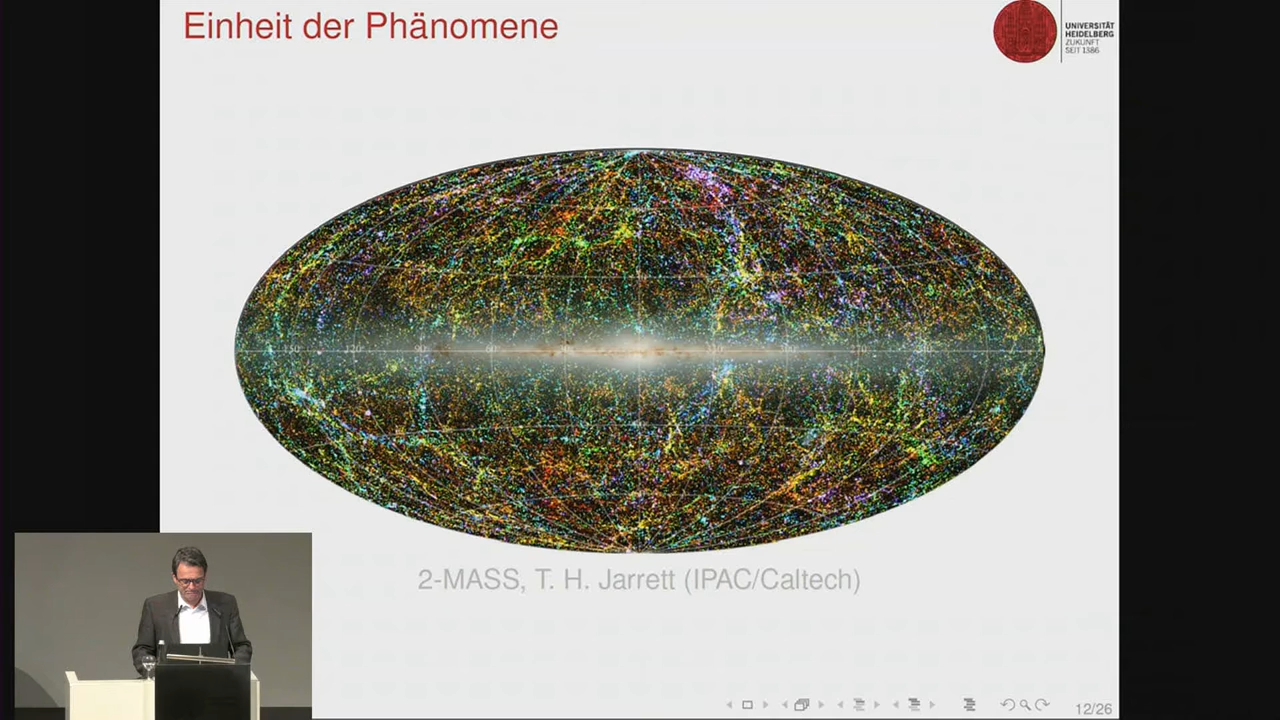 Einheit der Phänomene
UNIVERSITÄT
HEIDELBERG
ZUKUNFT
SEIT 1386
2-MASS, T. H. Jarrett (IPAC/Caltech)
12/26